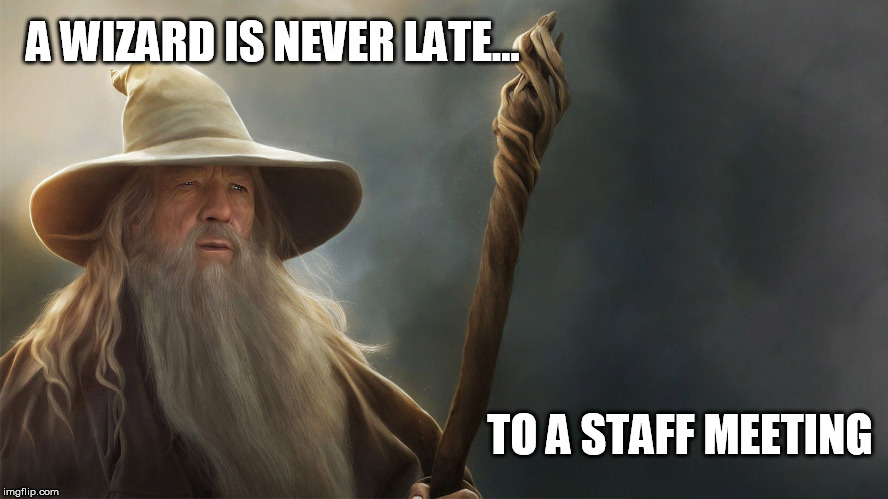 A WIZARD IS NEVER LATE...
TO A STAFF MEETING
imgflip.com